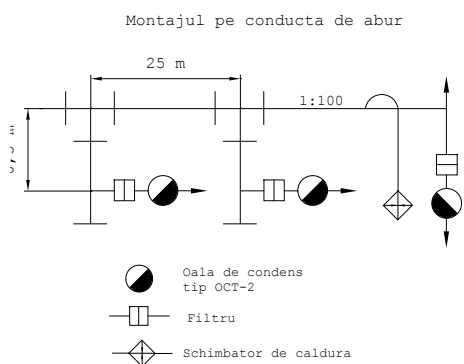 Montajul pe conducta de abur
25 m
1:100
Oala de condens
tip OCT-2
Filtru
Schimbator de caldura